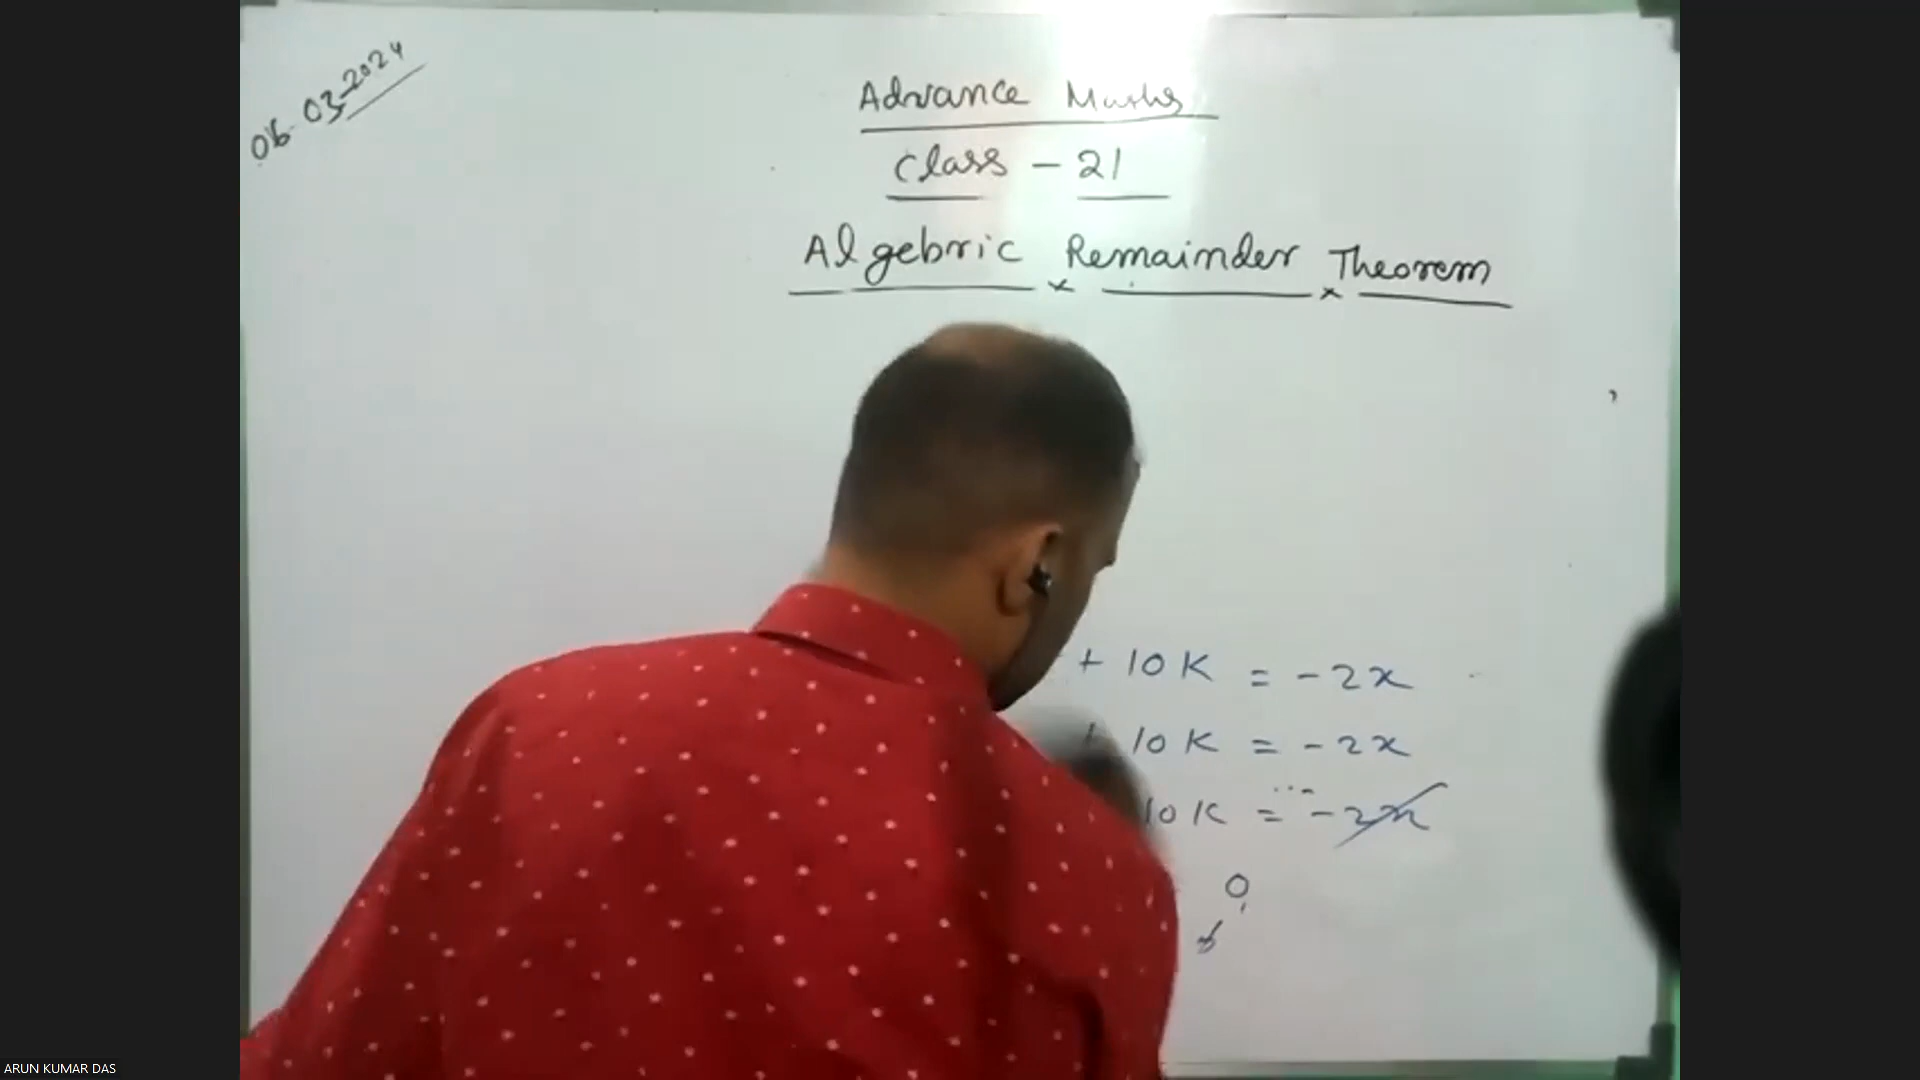 06-03-2024
Advance Maths
Class - 21
Algebric Remainder Theorem
+ 10K = -2x
+ 10K = -2x
10K = -2x
0
ARUN KUMAR DAS